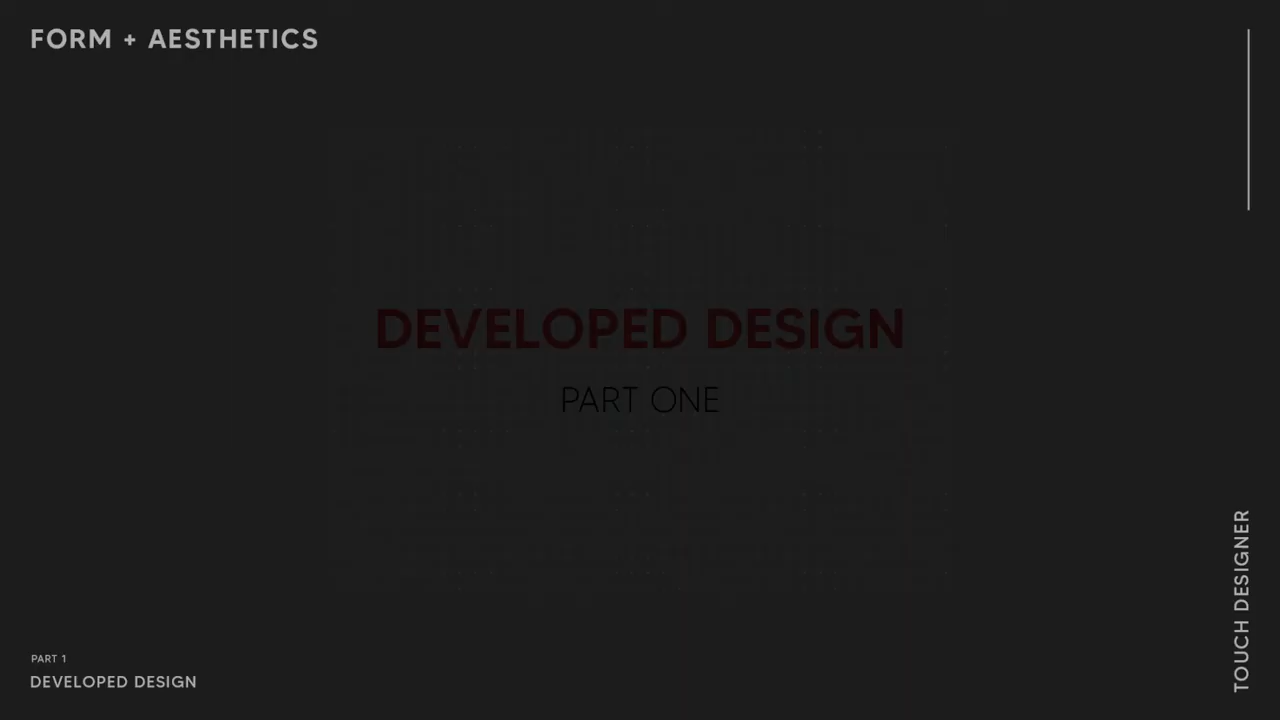 FORM + AESTHETICS
DEVELOPED DESIGN
PART ONE
PART 1
DEVELOPED DESIGN
TOUCH DESIGNER